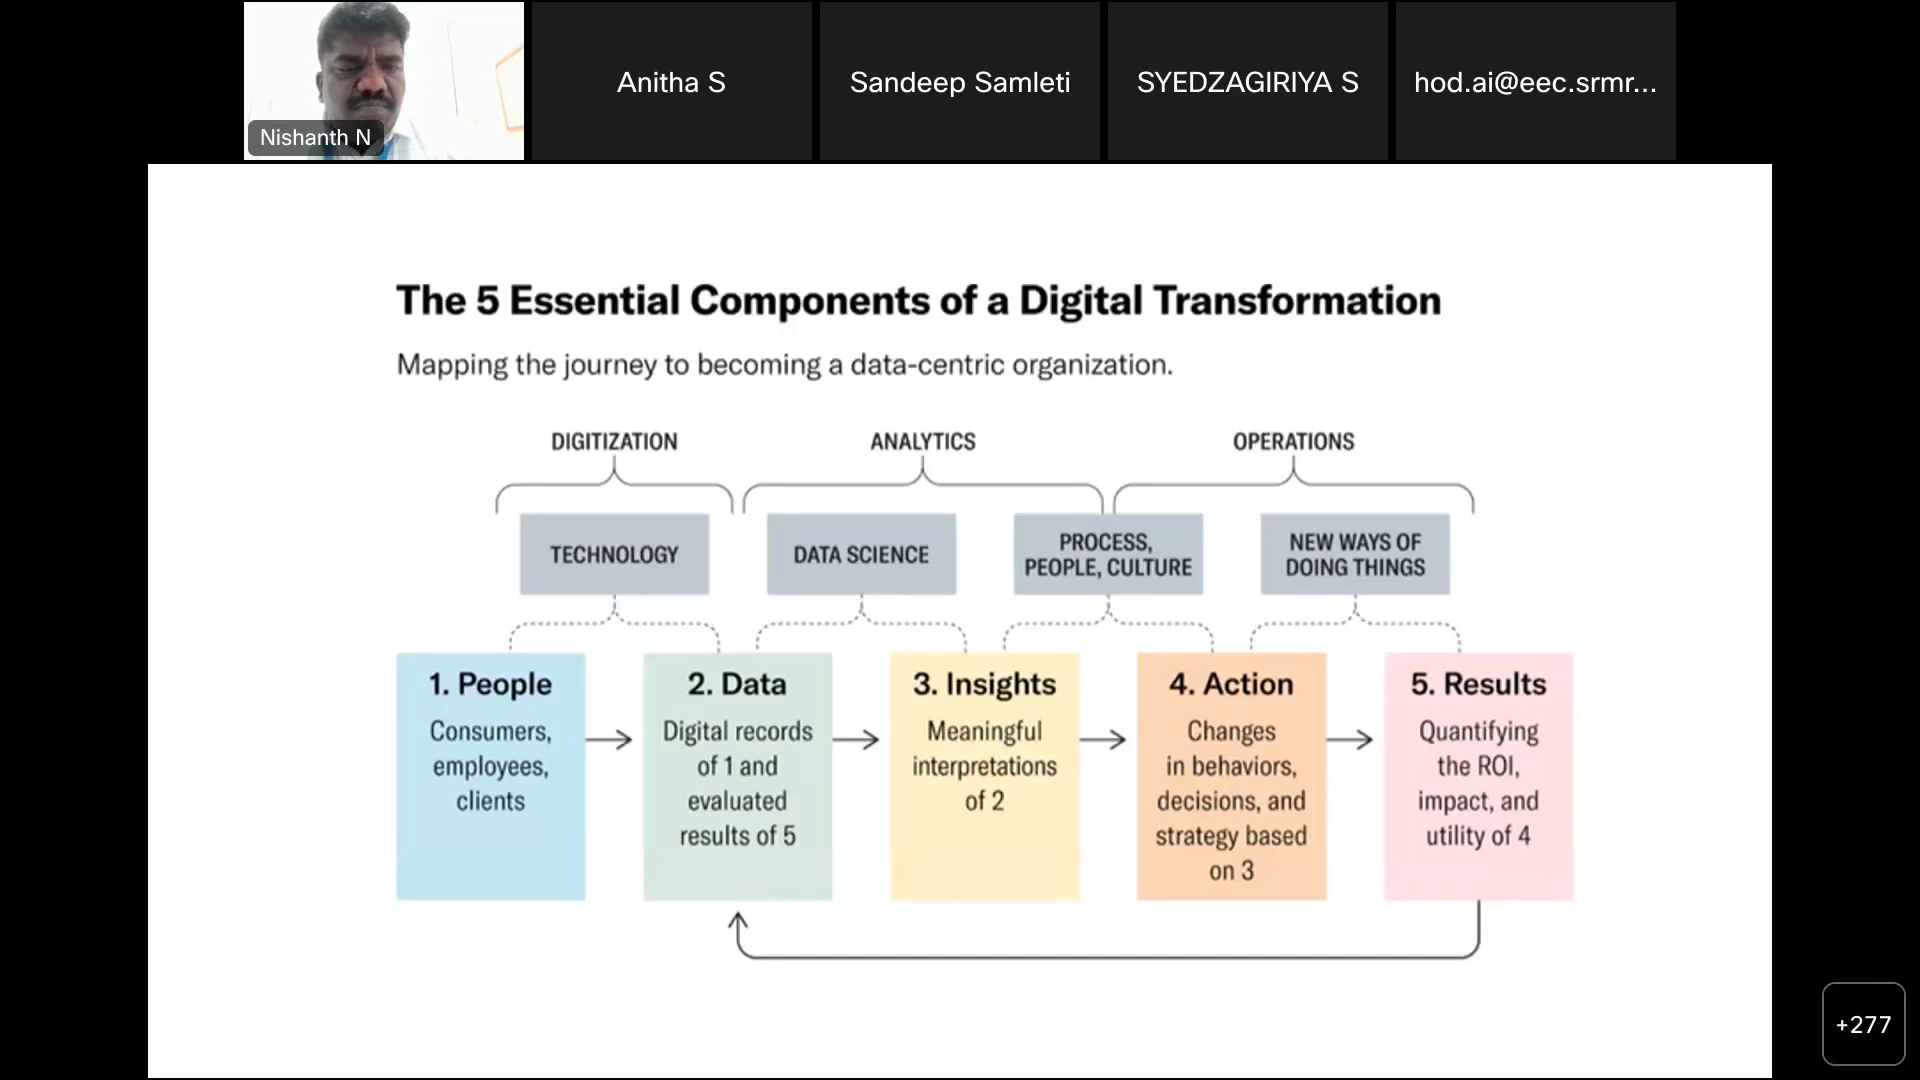 Nishanth N
Anitha S
Sandeep Samleti
SYEDZAGIRIYA S
hod.ai@eec.srmr...
The 5 Essential Components of a Digital Transformation
Mapping the journey to becoming a data-centric organization.
DIGITIZATION
ANALYTICS
OPERATIONS
TECHNOLOGY
DATA SCIENCE
PROCESS,
PEOPLE, CULTURE
NEW WAYS OF
DOING THINGS
1. People
Consumers,
employees,
clients
2. Data
Digital records
of 1 and
evaluated
results of 5
3. Insights
Meaningful
interpretations
of 2
4. Action
Changes
in behaviors,
decisions, and
strategy based
on 3
5. Results
Quantifying
the ROI,
impact, and
utility of 4
+277